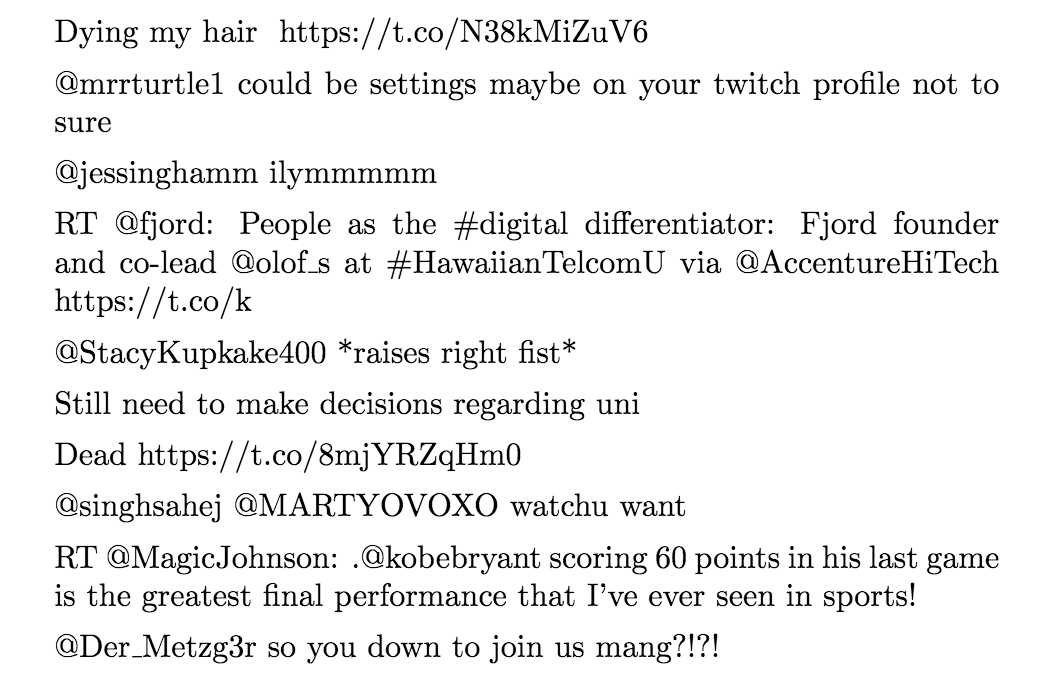 Dying my hair https://t.co/N38kMiZuV6
@mrrturtle1 could be settings maybe on your twitch profile not to
sure
@jessinghamm ilymmmmm
RT @fjord: People as the #digital differentiator: Fjord founder
and co-lead @olof_s at #HawaiianTelcomU via @AccentureHiTech
https://t.co/k
@StacyKupkake400 *raises right fist*
Still need to make decisions regarding uni
Dead https://t.co/8mjYRZqHm0
@singhsahej @MARTYOVOXO watchu want
RT @MagicJohnson: .@kobebryant scoring 60 points in his last game
is the greatest final performance that I've ever seen in sports!
@Der_Metzg3r so you down to join us mang?!?!